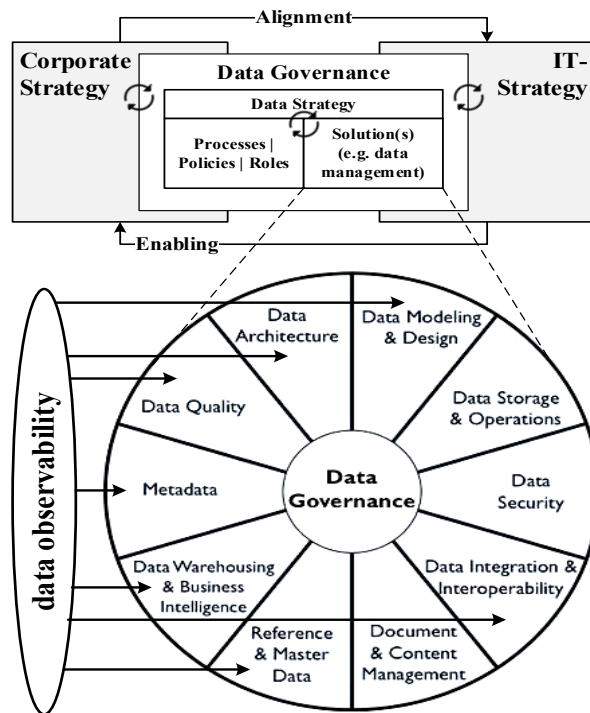 Alignment
Corporate
Strategy
Data Governance
IT-
Strategy
Data Strategy
Processes |
Policies | Roles
Solution(s)
(e.g. data
management)
Enabling
data observability
Data
Architecture
Data Modeling
& Design
Data Quality
Data Storage
& Operations
Metadata
Data
Governance
Data
Security
Data Warehousing
& Business
Intelligence
Data Integration &
Interoperability
Reference
& Master
Data
Document
& Content
Management